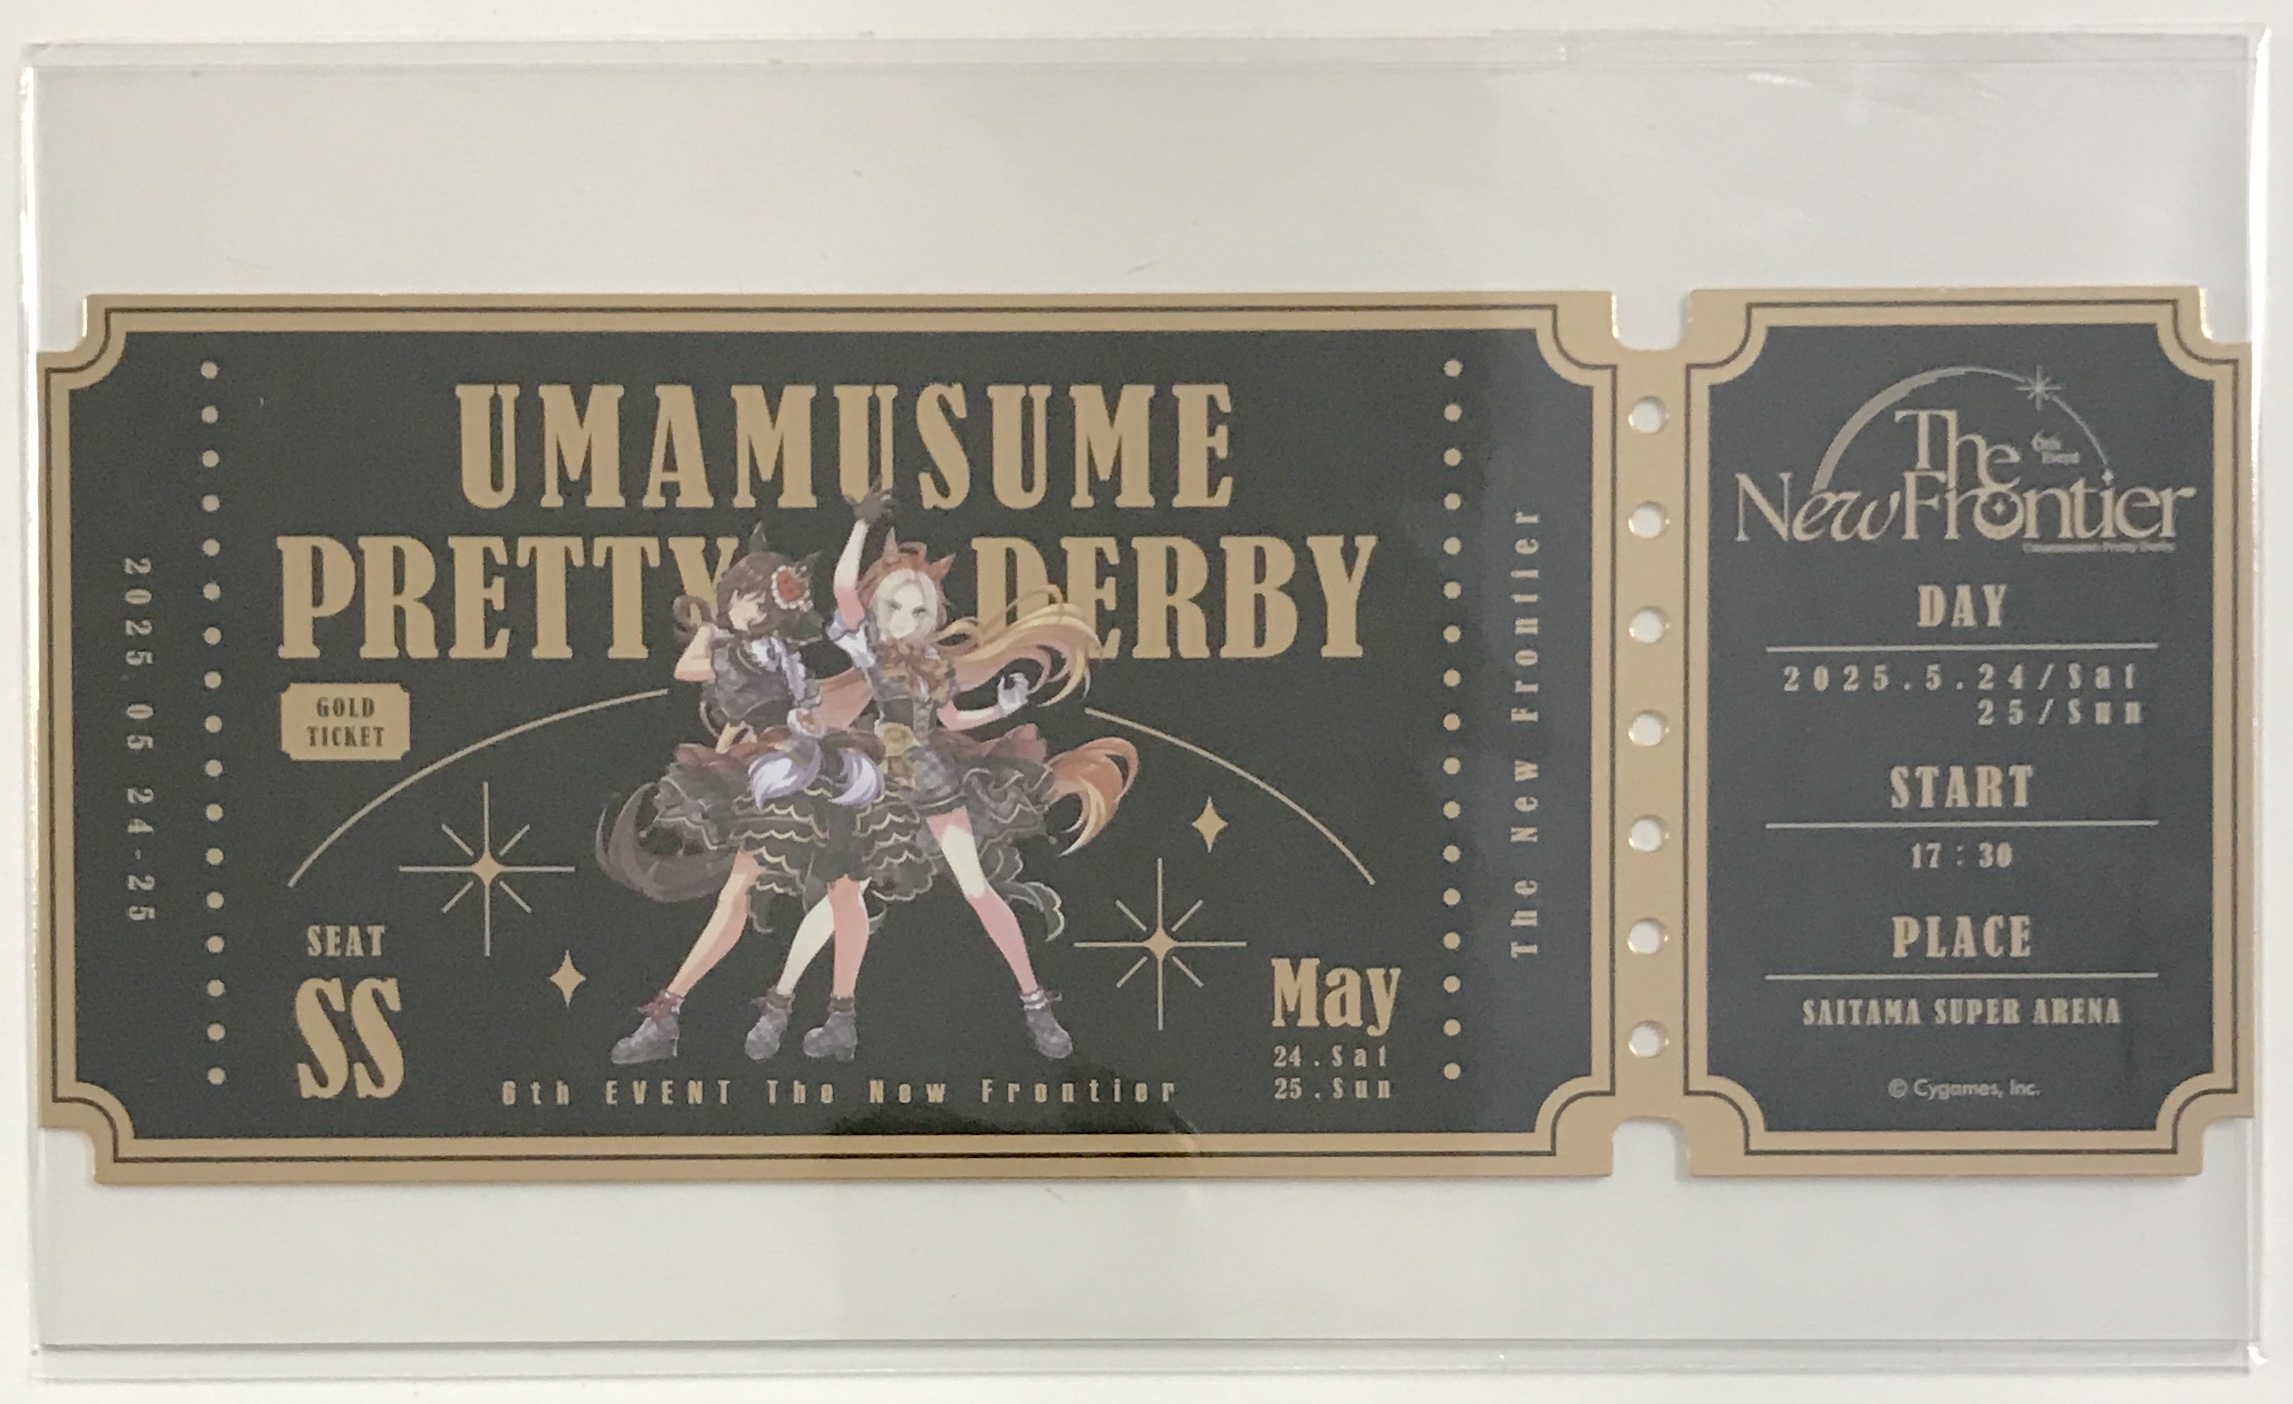 2025.05 24-25
UMAMUSUME
PRETTY DERBY
GOLD
TICKET
SEAT
SS
6th EVENT The New Frontier
May
24.Sat
25.Sun
The New Frontier
The
6th
New Frontier
DAY
2025.5.24/Sat
25/Sun
START
17:30
PLACE
SAITAMA SUPER ARENA
© Cygames, Inc.